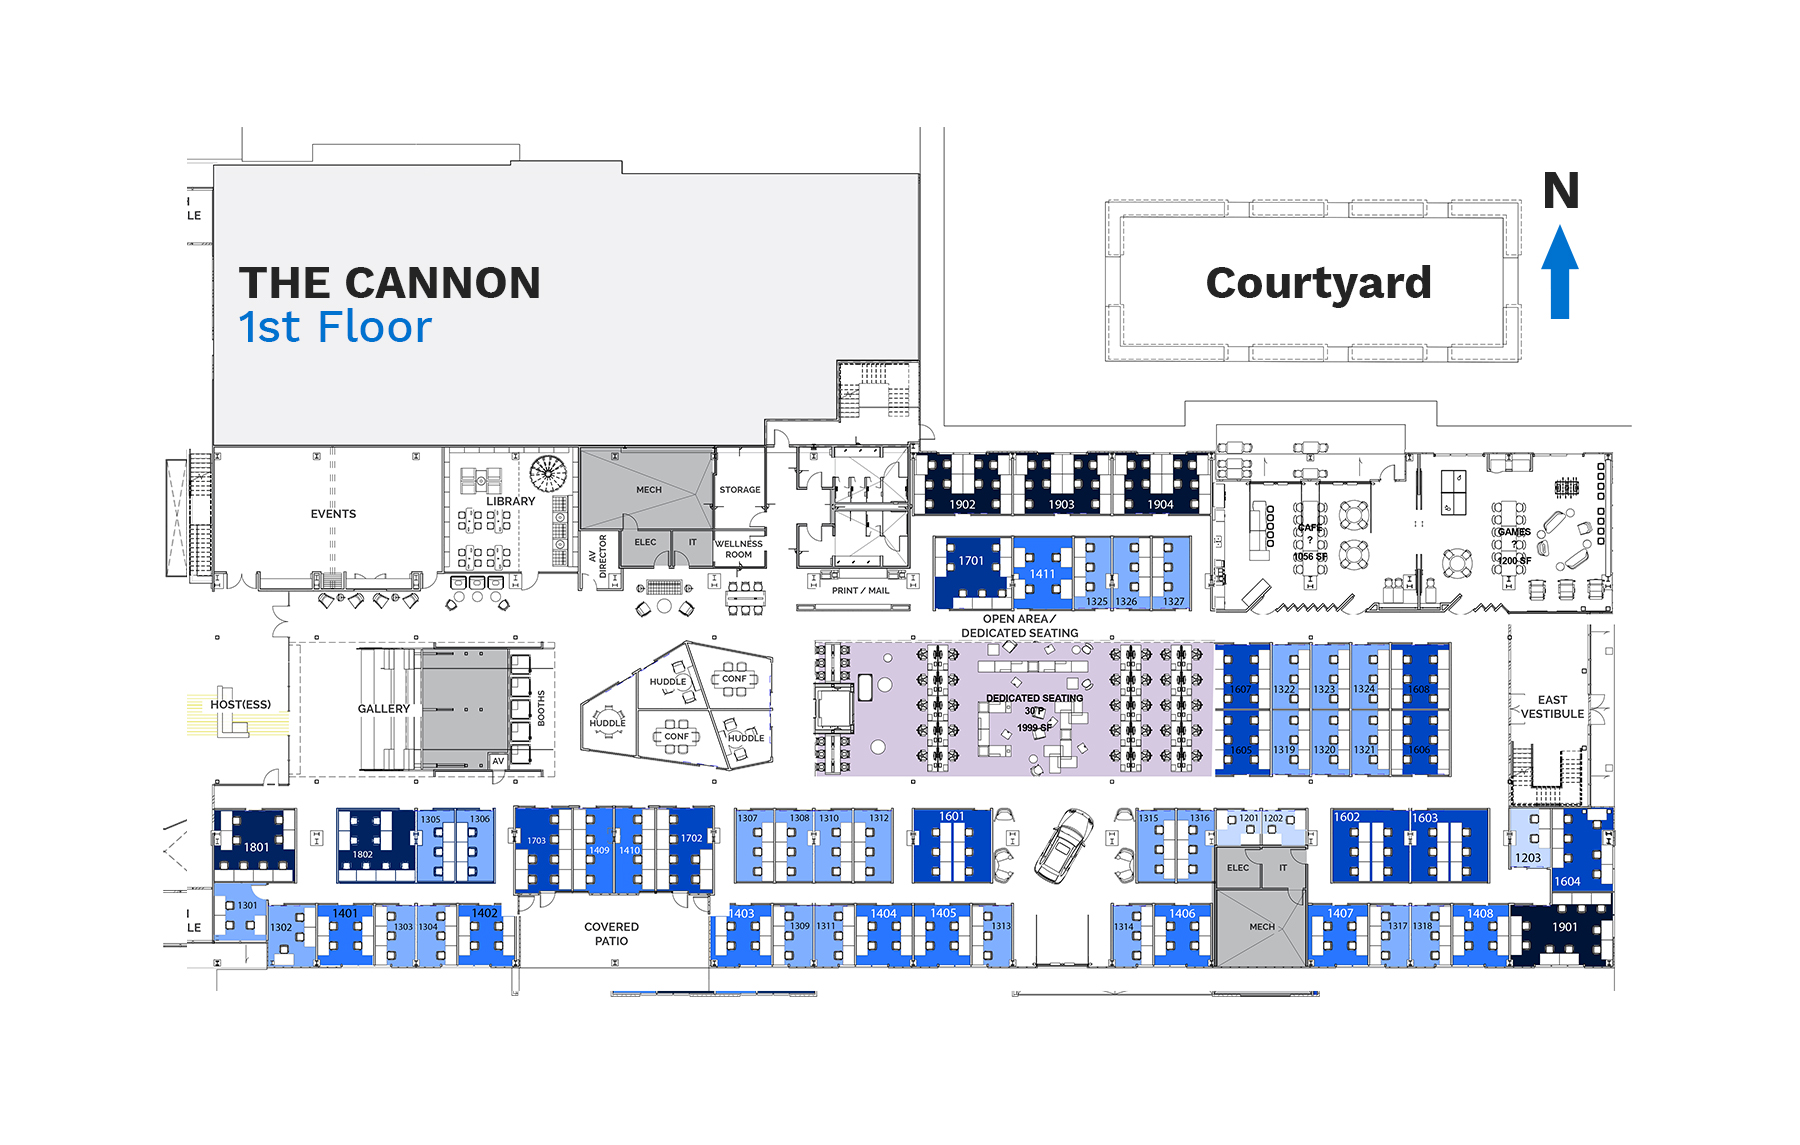 N
THE CANNON
1st Floor
Courtyard
LE
EVENTS
LIBRARY
MECH
STORAGE
ELEC
IT
WELLNESS
ROOM
AV
DIRECTOR
PRINT / MAIL
1902
1903
1904
1701
1411
1325
1326
1327
CAFE
?
1056 SF
GAMES
?
1200 SF
OPEN AREA/
DEDICATED SEATING
HOST(ESS)
GALLERY
BOOTHS
AV
HUDDLE
HUDDLE
CONF
CONF
HUDDLE
DEDICATED SEATING
30 P
1999 SF
1607
1322
1323
1324
1608
1605
1319
1320
1321
1606
EAST
VESTIBULE
1801
1802
1305
1306
1703
1409
1410
1702
1307
1308
1310
1312
1601
1315
1316
1201
1202
1602
1603
1203
1604
ELEC
IT
MECH
LE
1301
1302
1401
1303
1304
1402
COVERED
PATIO
1403
1309
1311
1404
1405
1313
1314
1406
1407
1317
1318
1408
1901